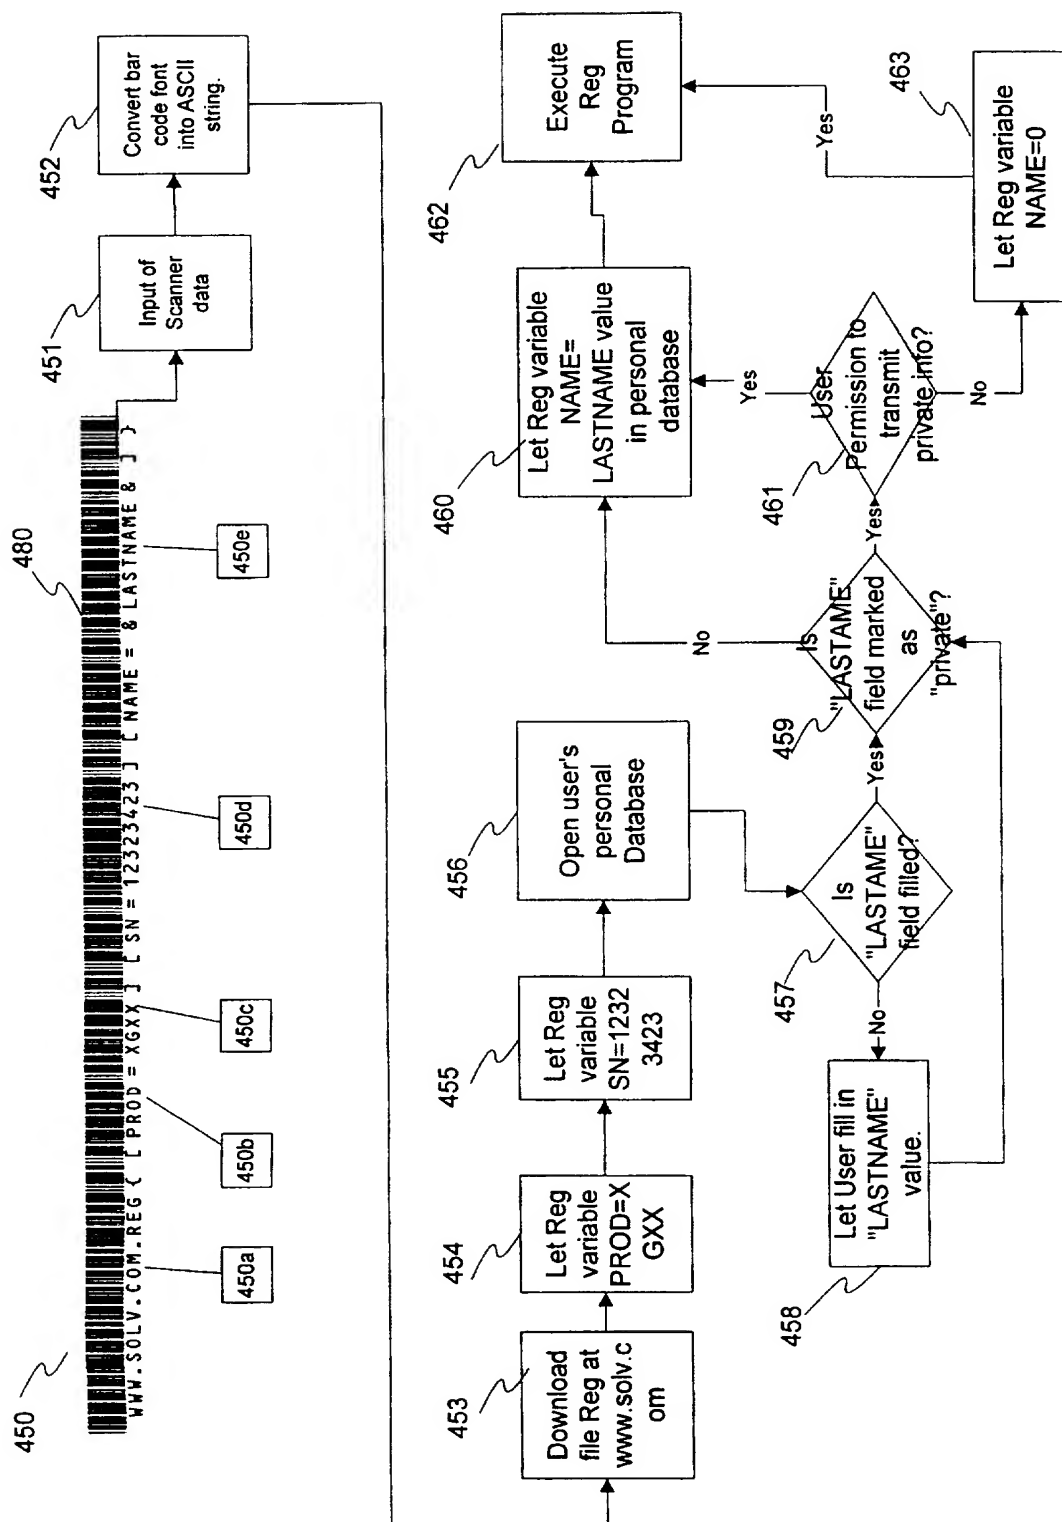 450
480
WWW.SOLV.COM.REG{ [ PROD = XGXX ] [ SN = 12323423 ] [ NAME = & LASTNAME & ] }
450a
450b
450c
450d
450e
451
Input of
Scanner
data
452
Convert bar
code font
into ASCII
string.
453
Download
file Reg at
www.solv.c
om
454
Let Reg
variable
PROD=X
GXX
455
Let Reg
variable
SN=1232
3423
456
Open user's
personal
Database
457
Is
"LASTAME"
field filled?
No
Yes
458
Let User fill in
"LASTNAME"
value.
459
Is
"LASTAME"
field marked
as
"private"?
No
Yes
460
Let Reg variable
NAME=
LASTNAME value
in personal
database
461
User
Permission to
transmit
private info?
Yes
No
462
Execute
Reg
Program
463
Let Reg variable
NAME=0
Yes